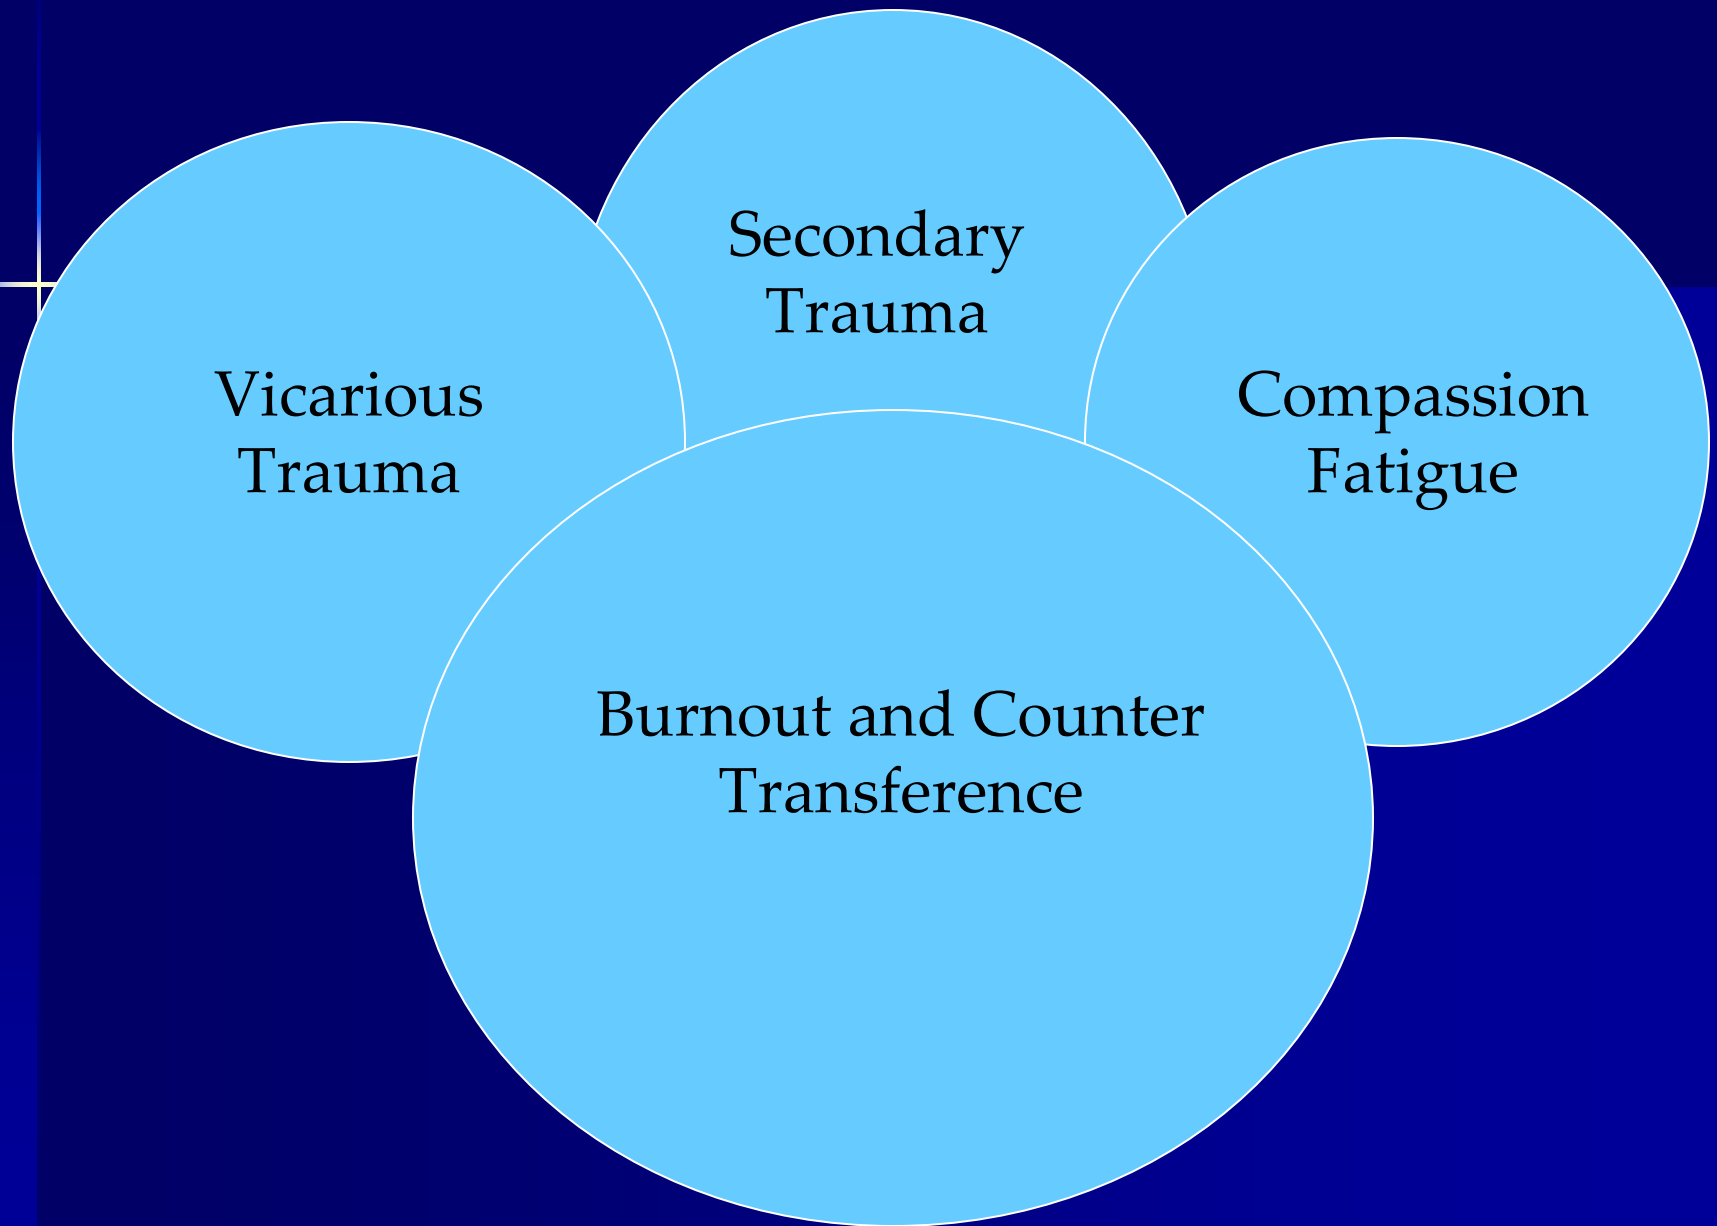 Secondary
Trauma
Vicarious
Trauma
Compassion
Fatigue
Burnout and Counter
Transference